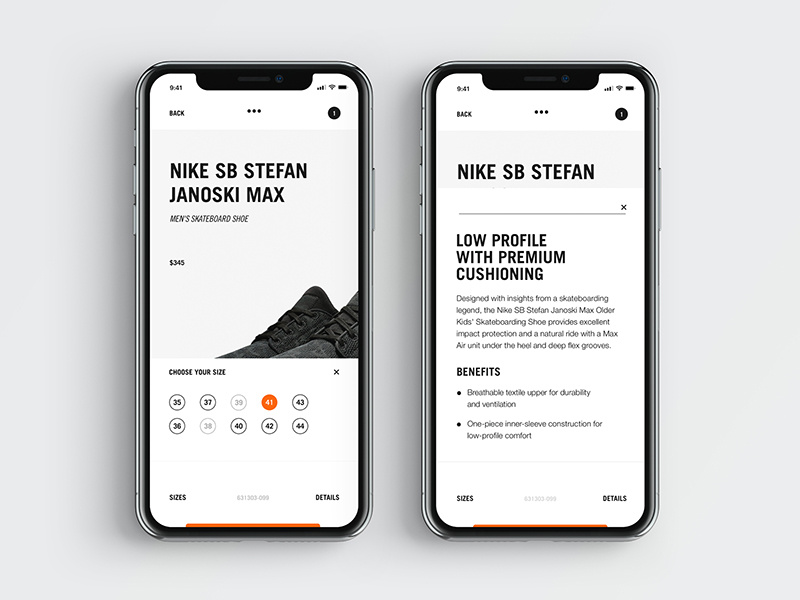 9:41
BACK
1
NIKE SB STEFAN
JANOSKI MAX
MEN'S SKATEBOARD SHOE
$345
CHOOSE YOUR SIZE
35 37 39 41 43
36 38 40 42 44
SIZES 631303-099 DETAILS
9:41
BACK
1
NIKE SB STEFAN
LOW PROFILE
WITH PREMIUM
CUSHIONING
Designed with insights from a skateboarding
legend, the Nike SB Stefan Janoski Max Older
Kids' Skateboarding Shoe provides excellent
impact protection and a natural ride with a Max
Air unit under the heel and deep flex grooves.
BENEFITS
Breathable textile upper for durability
and ventilation
One-piece inner-sleeve construction for
low-profile comfort
SIZES 631303-099 DETAILS